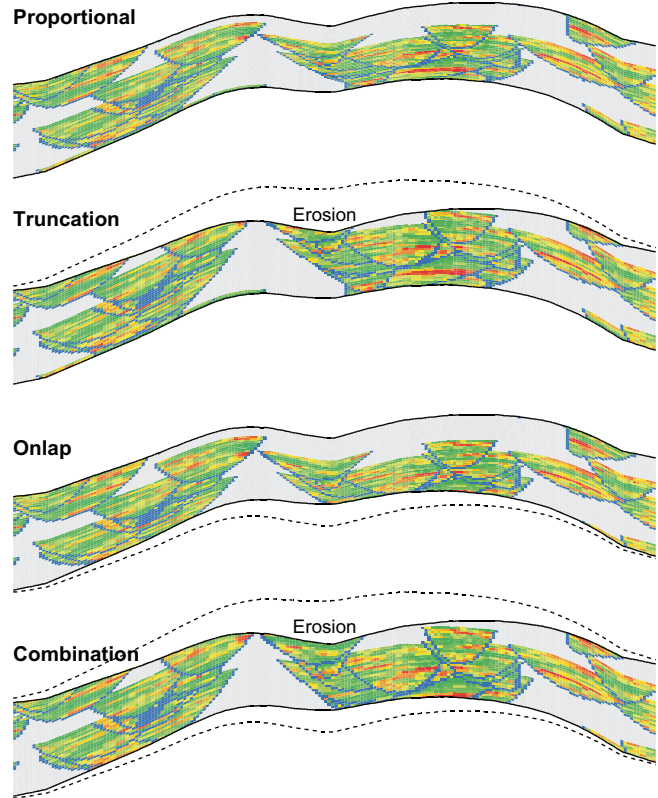 Proportional
Truncation
Erosion
Onlap
Erosion
Combination